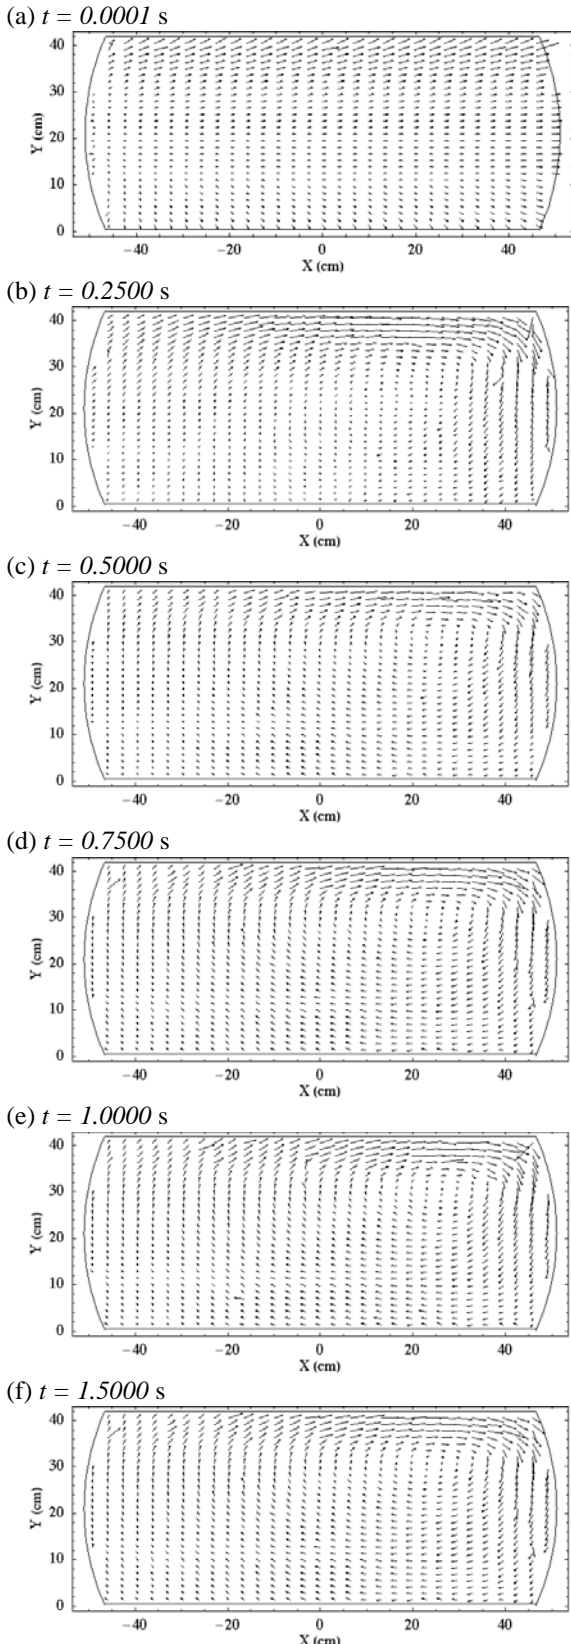 (a) t = 0.0001 s
40
30
20
10
0
Y (cm)
−40 −20 0 20 40
X (cm)
(b) t = 0.2500 s
40
30
20
10
0
Y (cm)
−40 −20 0 20 40
X (cm)
(c) t = 0.5000 s
40
30
20
10
0
Y (cm)
−40 −20 0 20 40
X (cm)
(d) t = 0.7500 s
40
30
20
10
0
Y (cm)
−40 −20 0 20 40
X (cm)
(e) t = 1.0000 s
40
30
20
10
0
Y (cm)
−40 −20 0 20 40
X (cm)
(f) t = 1.5000 s
40
30
20
10
0
Y (cm)
−40 −20 0 20 40
X (cm)